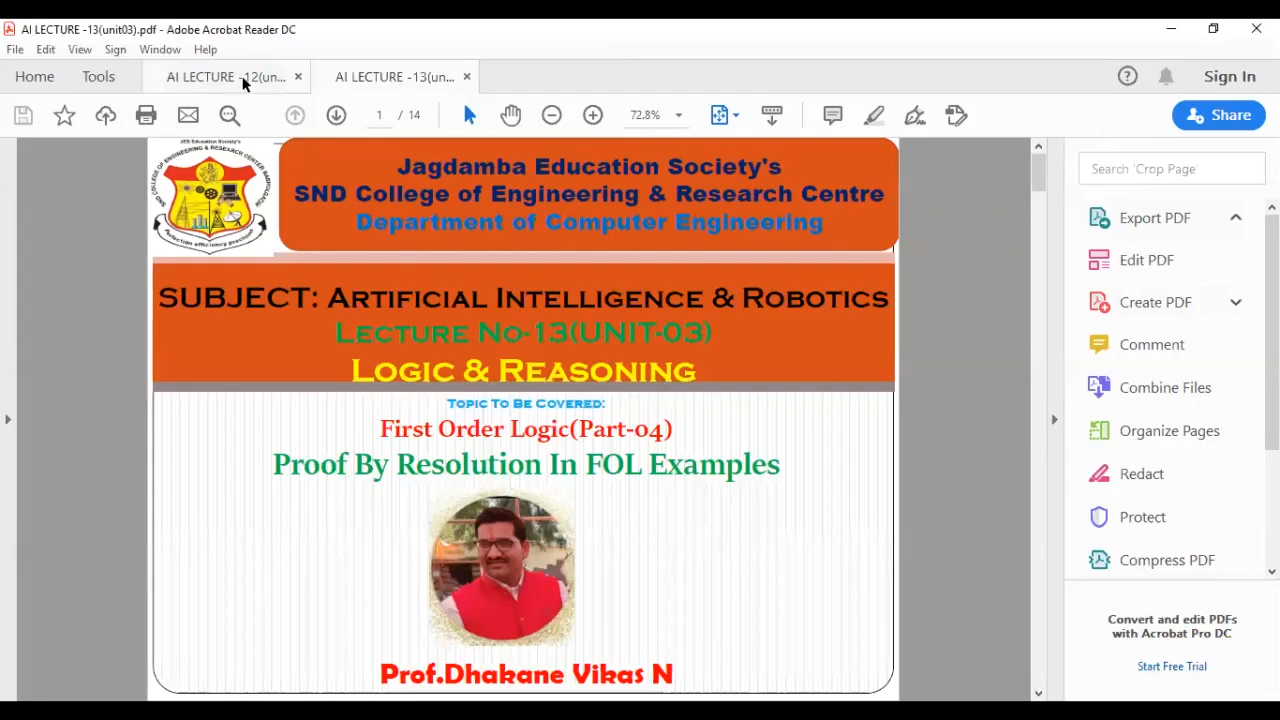 AI LECTURE -13(unit03).pdf - Adobe Acrobat Reader DC
File Edit View Sign Window Help
Home Tools AI LECTURE -12(un... × AI LECTURE -13(un... × Sign In
1 / 14 72.8% Share
Jagdamba Education Society's
SND College of Engineering & Research Centre
Department of Computer Engineering
SUBJECT: ARTIFICIAL INTELLIGENCE & ROBOTICS
LECTURE NO-13(UNIT-03)
LOGIC & REASONING
TOPIC TO BE COVERED:
First Order Logic(Part-04)
Proof By Resolution In FOL Examples
Prof.Dhakane Vikas N
Search 'Crop Page'
Export PDF
Edit PDF
Create PDF
Comment
Combine Files
Organize Pages
Redact
Protect
Compress PDF
Convert and edit PDFs
with Acrobat Pro DC
Start Free Trial